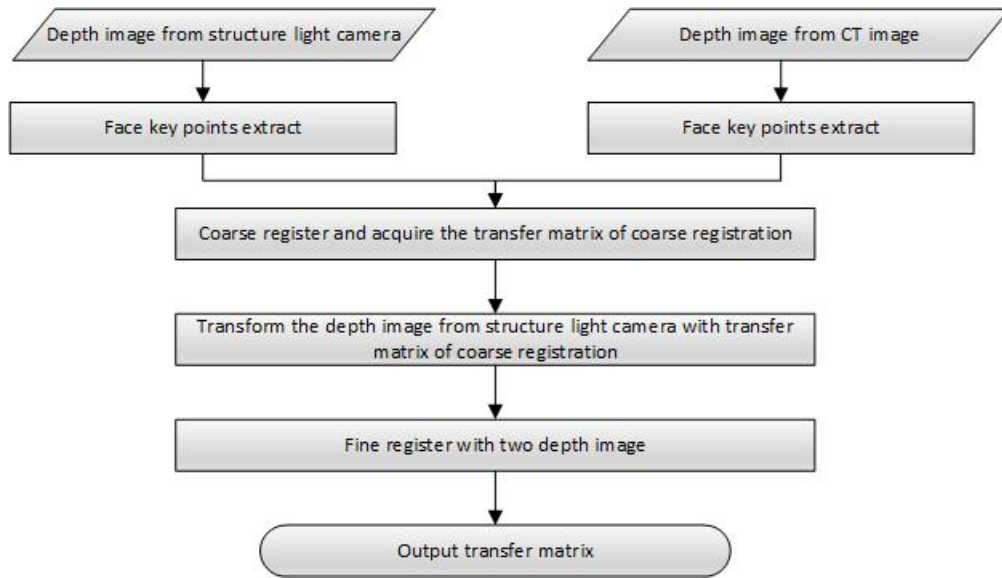 Depth image from structure light camera
Depth image from CT image
Face key points extract
Face key points extract
Coarse register and acquire the transfer matrix of coarse registration
Transform the depth image from structure light camera with transfer
matrix of coarse registration
Fine register with two depth image
Output transfer matrix